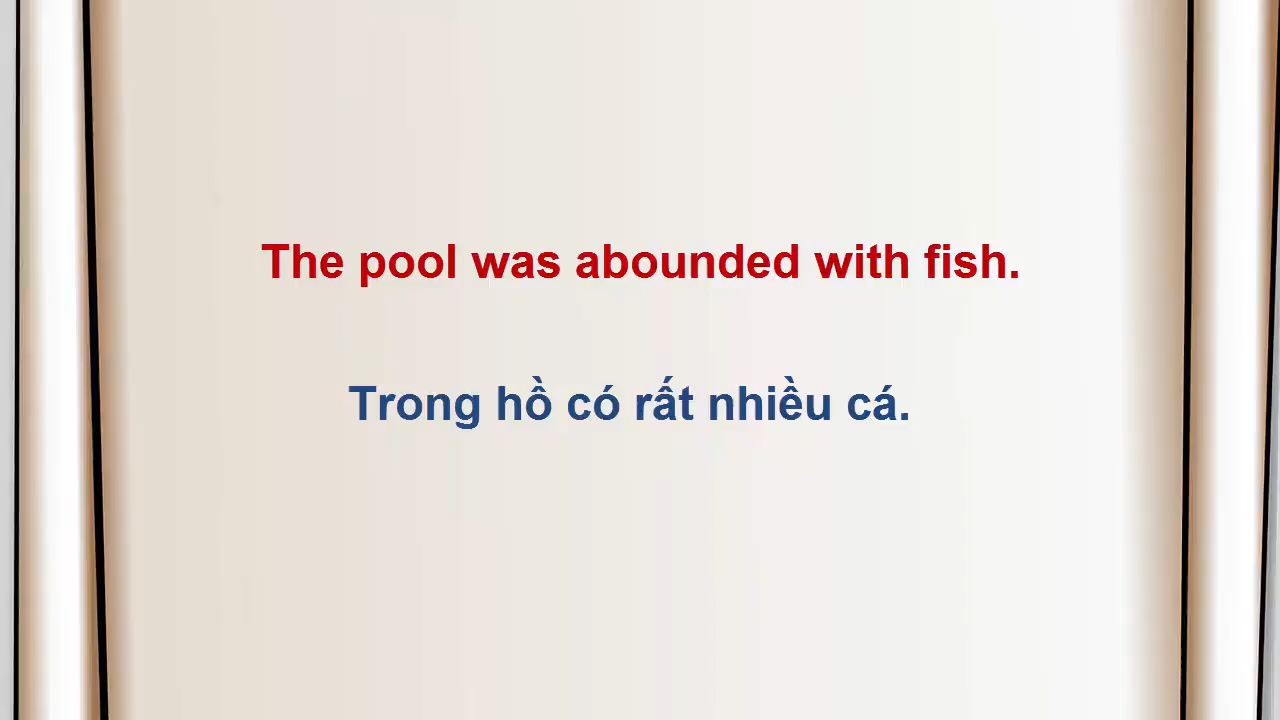 The pool was abounded with fish.
Trong hồ có rất nhiều cá.